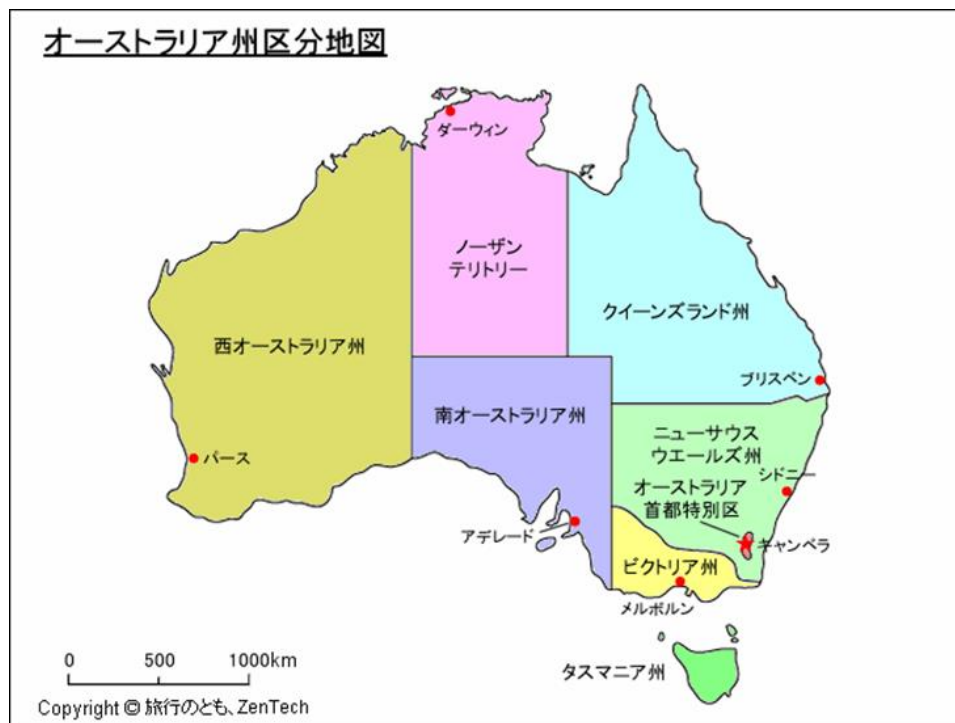 オーストラリア州区分地図
ダーウィン
ノーザン
テリトリー
クイーンズランド州
西オーストラリア州
ブリスベン
南オーストラリア州
ニューサウス
ウエールズ州
パース
シドニー
オーストラリア
首都特別区
アデレード
キャンベラ
ビクトリア州
メルボルン
タスマニア州
0 500 1000km
Copyright © 旅行のとも、ZenTech